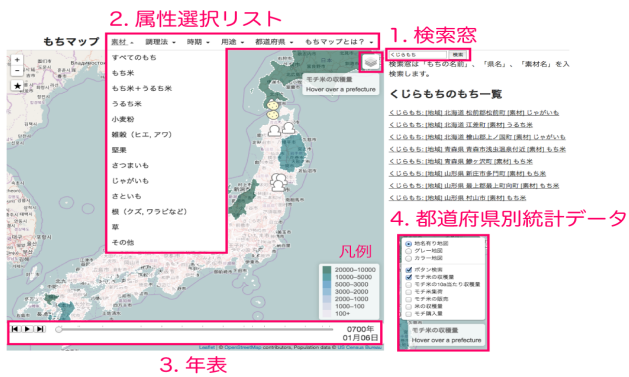 2. 属性選択リスト
1. 検索窓
もちマップ 素材 調理法 時期 用途 都道府県 もちマップとは？
すべてのもち
もち米
もち米＋うるち米
うるち米
小麦粉
雑穀（ヒエ, アワ）
堅果
さつまいも
じゃがいも
さといも
根（クズ, ワラビなど）
草
その他
モチ米の収穫量
Hover over a prefecture
くじらもち 検索
検索窓は「もちの名前」、「県名」、「素材名」を入
検索します。
くじらもちのもち一覧
くじらもち: [地域] 北海道 松前郡松前町 [素材] じゃがいも
くじらもち: [地域] 北海道 江差町 [素材] うるち米
くじらもち: [地域] 北海道 檜山郡上ノ国町 [素材] じゃがいも
くじらもち: [地域] 青森県 青森市浅虫温泉付近 [素材] もち米
くじらもち: [地域] 青森県 鰺ヶ沢町 [素材] もち米
くじらもち: [地域] 山形県 新庄市多門町 [素材] もち米
くじらもち: [地域] 山形県 最上郡最上町向町 [素材] もち米
くじらもち: [地域] 山形県 村山市 [素材] もち米
4. 都道府県別統計データ
地名有り地図
グレー地図
カラー地図
ボタン検索
モチ米の収穫量
モチ米の10a当たり収穫量
モチ米集荷
モチ米の販売
米の収穫量
モチ購入量
モチ米の収穫量
Hover over a prefecture
凡例
20000–10000
10000–5000
5000–3000
3000–2000
2000–1000
1000–100
100+
0700年
01月06日
Leaflet | © OpenStreetMap contributors, Population data © US Census Bureau
3. 年表